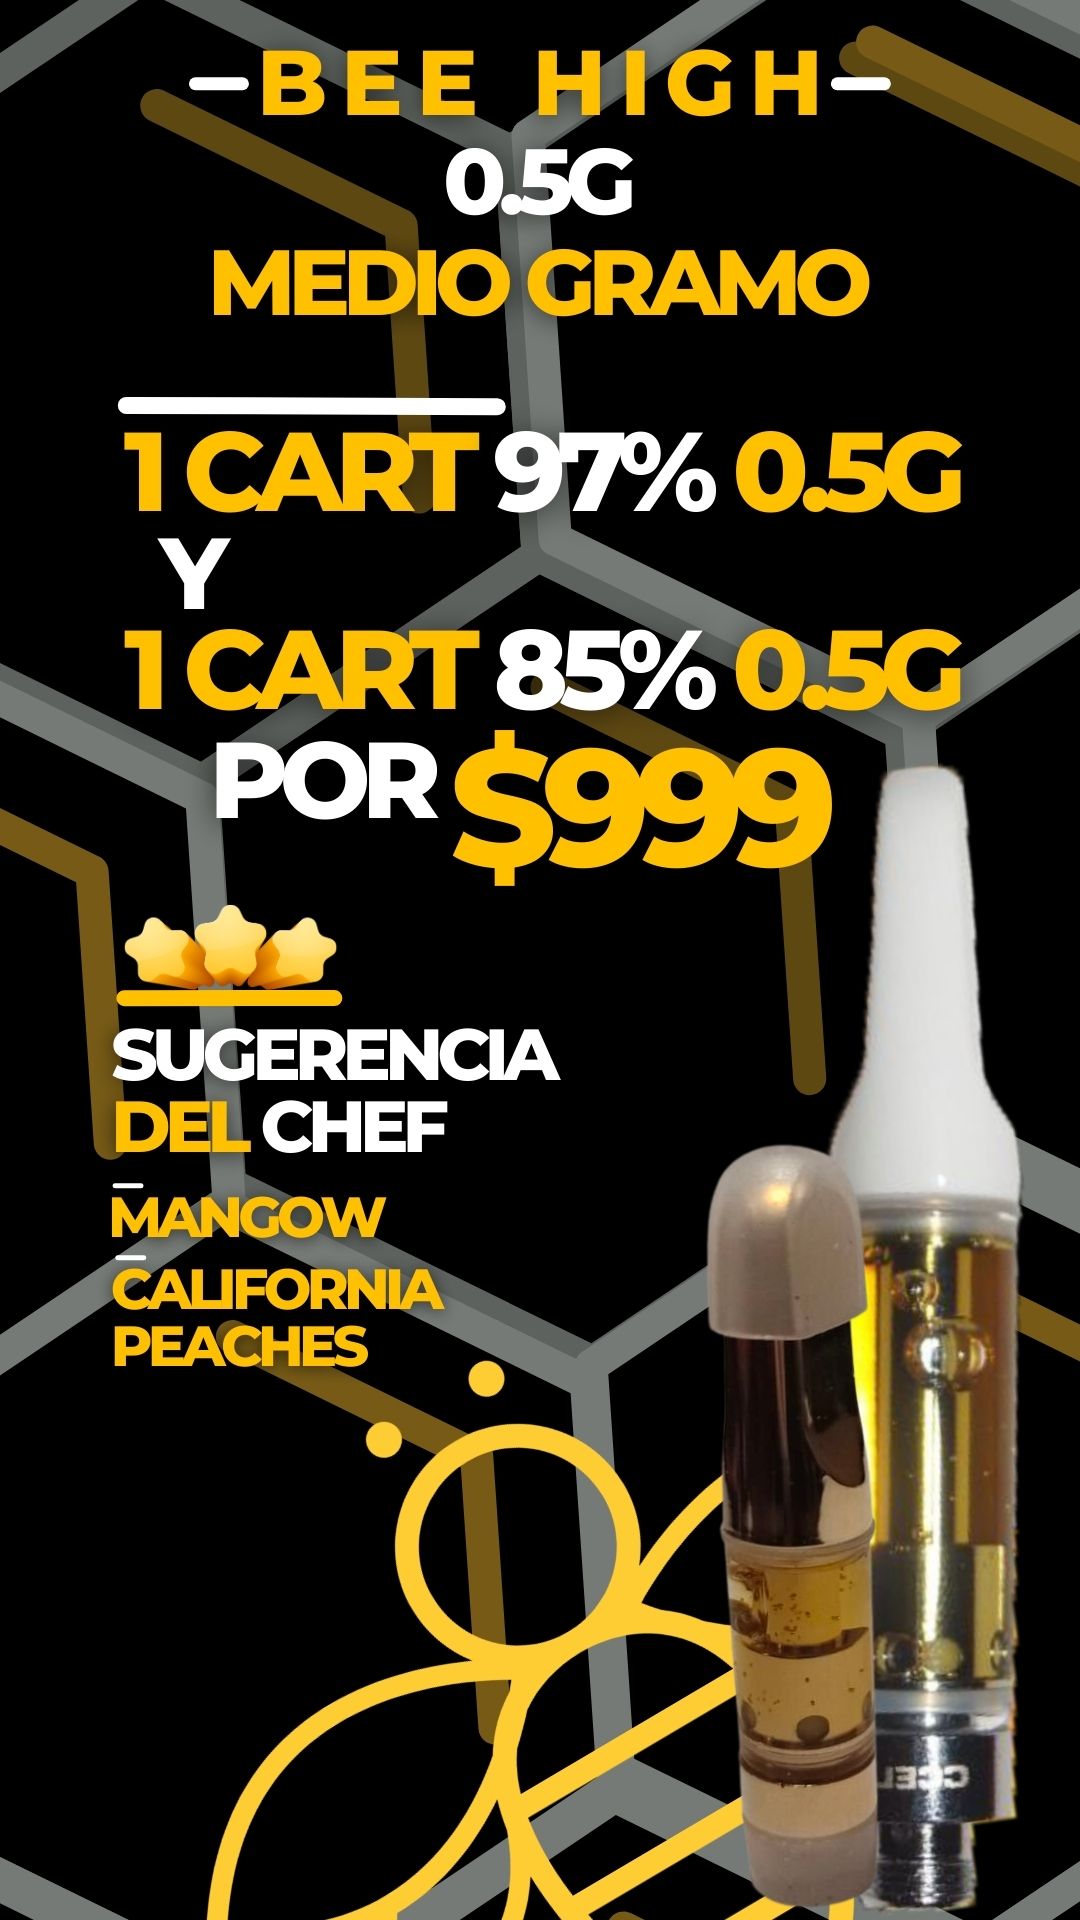 BEE HIGH
0.5G
MEDIO GRAMO
1 CART 97% 0.5G
Y
1 CART 85% 0.5G
POR $999
SUGERENCIA
DEL CHEF
MANGOW
CALIFORNIA
PEACHES